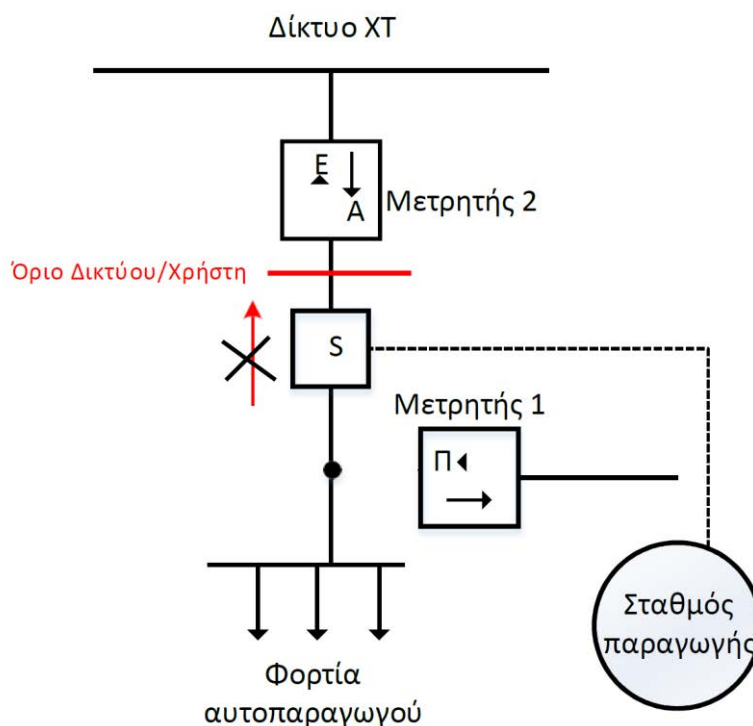 Δίκτυο ΧΤ
Ε
Α
Μετρητής 2
Όριο Δικτύου/Χρήστη
S
Μετρητής 1
Π
Σταθμός
παραγωγής
Φορτία
αυτοπαραγωγού